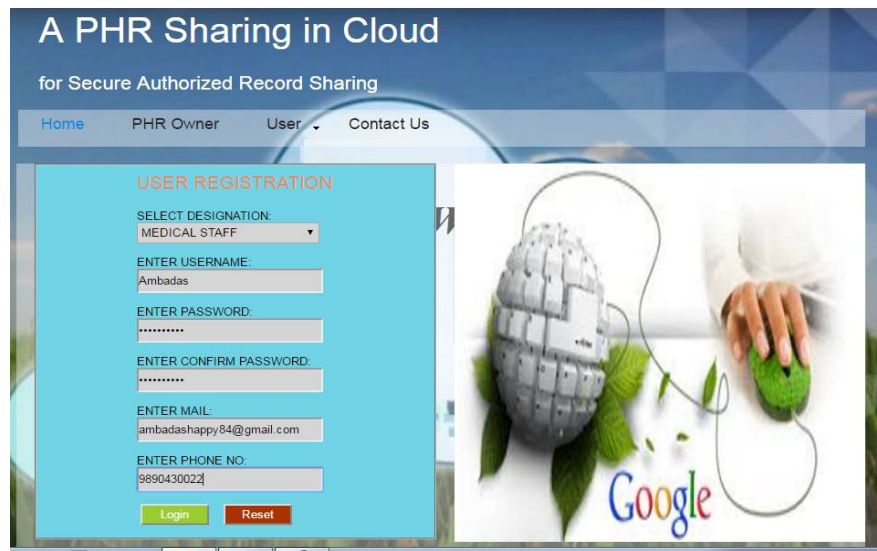 A PHR Sharing in Cloud
for Secure Authorized Record Sharing
Home PHR Owner User Contact Us
USER REGISTRATION
SELECT DESIGNATION:
MEDICAL STAFF
ENTER USERNAME:
Ambadas
ENTER PASSWORD:
••••••••••
ENTER CONFIRM PASSWORD:
••••••••••
ENTER MAIL:
ambadashappy84@gmail.com
ENTER PHONE NO:
9890430022
Login Reset
Google